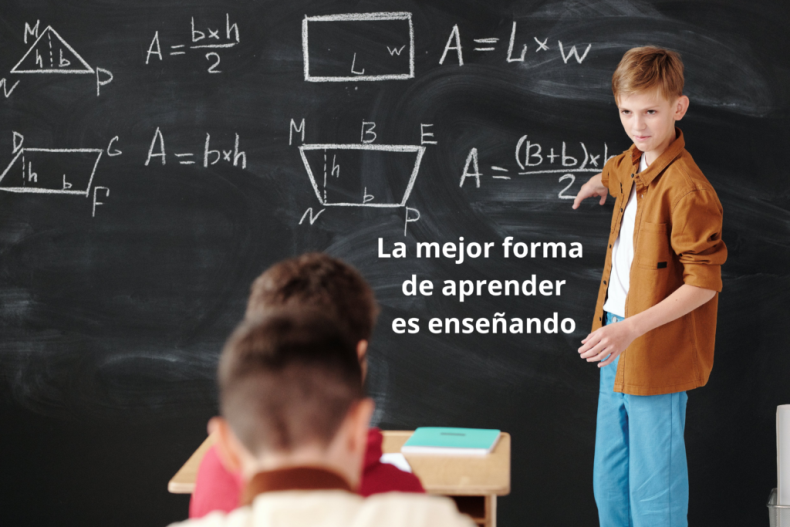 M
h b
N P
A = b×h/2
w
L
A = L×w
D G
h
b
F
A = b×h
M B E
h
b
N P
A = (B+b)×h/2
La mejor forma
de aprender
es enseñando